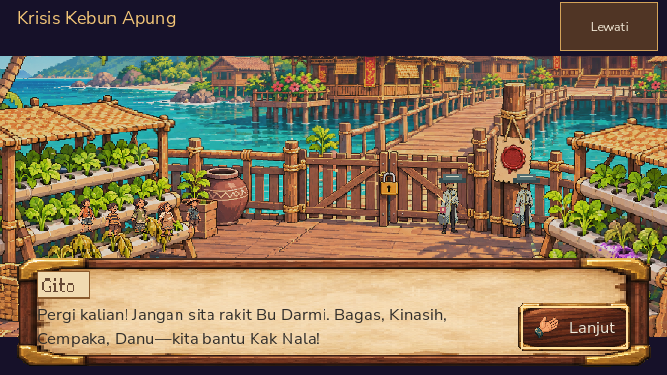 Krisis Kebun Apung
Lewati
Gito
Pergi kalian! Jangan sita rakit Bu Darmi. Bagas, Kinasih,
Cempaka, Danu—kita bantu Kak Nala!
Lanjut